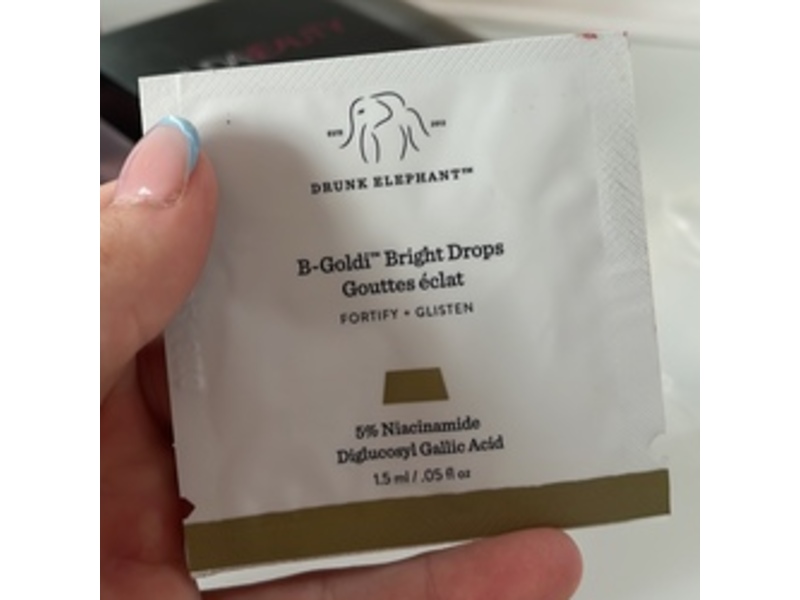 DRUNK ELEPHANT™
B-Goldi™ Bright Drops
Gouttes éclat
FORTIFY + GLISTEN
5% Niacinamide
Diglucosyl Gallic Acid
1.5 ml / .05 fl oz